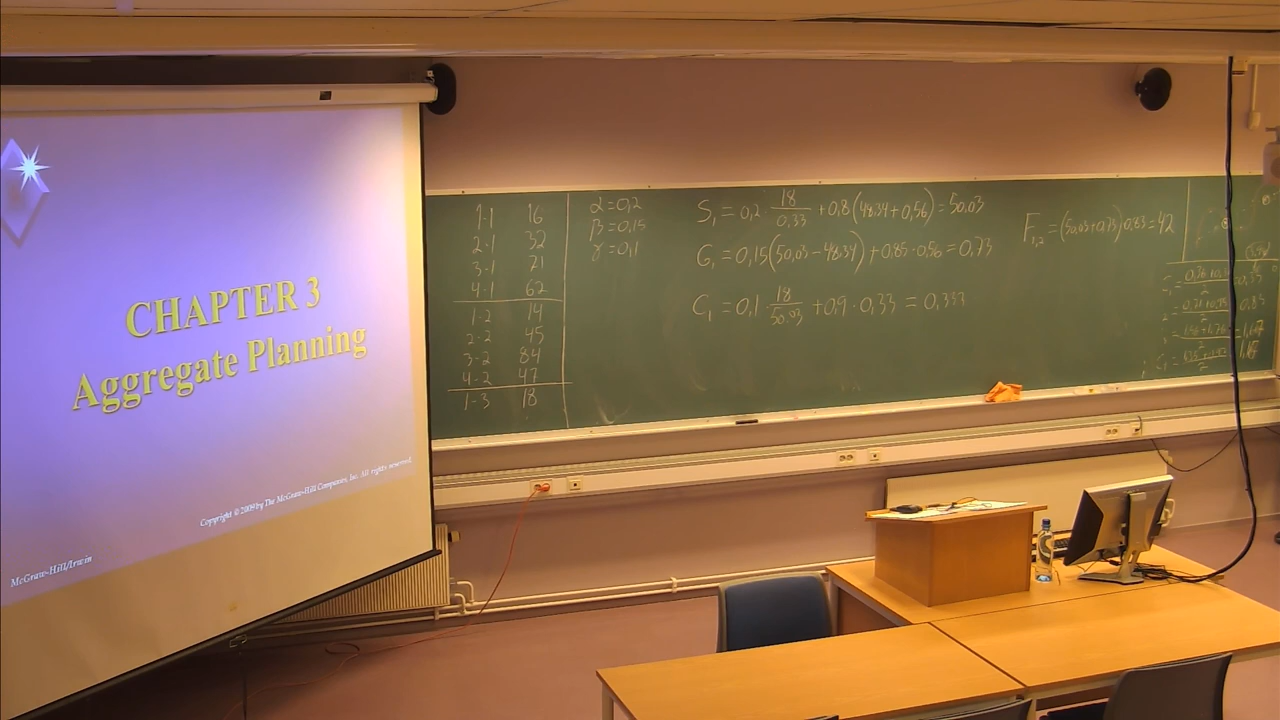 CHAPTER 3
Aggregate Planning
Copyright © 2009 by The McGraw-Hill Companies, Inc. All rights reserved.
McGraw-Hill/Irwin
1-1 16
2-1 32
3-1 71
4-1 62
1-2 14
2-2 45
3-2 84
4-2 47
1-3 18
α=0,2
β=0,15
γ=0,1
S₁ = 0,2 · 18/0,33 + 0,8(48,34 + 0,56) = 50,03
G₁ = 0,15(50,03 − 48,34) + 0,85 · 0,56 = 0,73
C₁ = 0,1 · 18/50,03 + 0,9 · 0,33 = 0,333
F₁,₂ = (50,03 + 0,73) 0,83 = 42